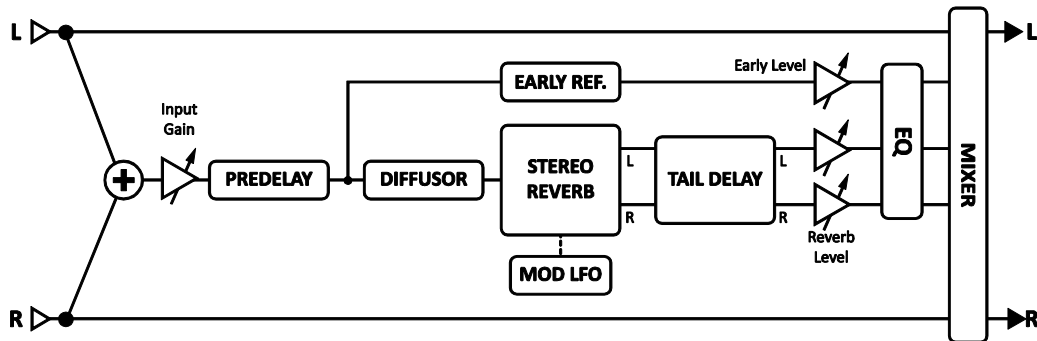 L
L
EARLY REF.
Early Level
Input
Gain
+
PREDELAY
DIFFUSOR
STEREO
REVERB
L
R
TAIL DELAY
L
R
Reverb
Level
EQ
MIXER
MOD LFO
R
R